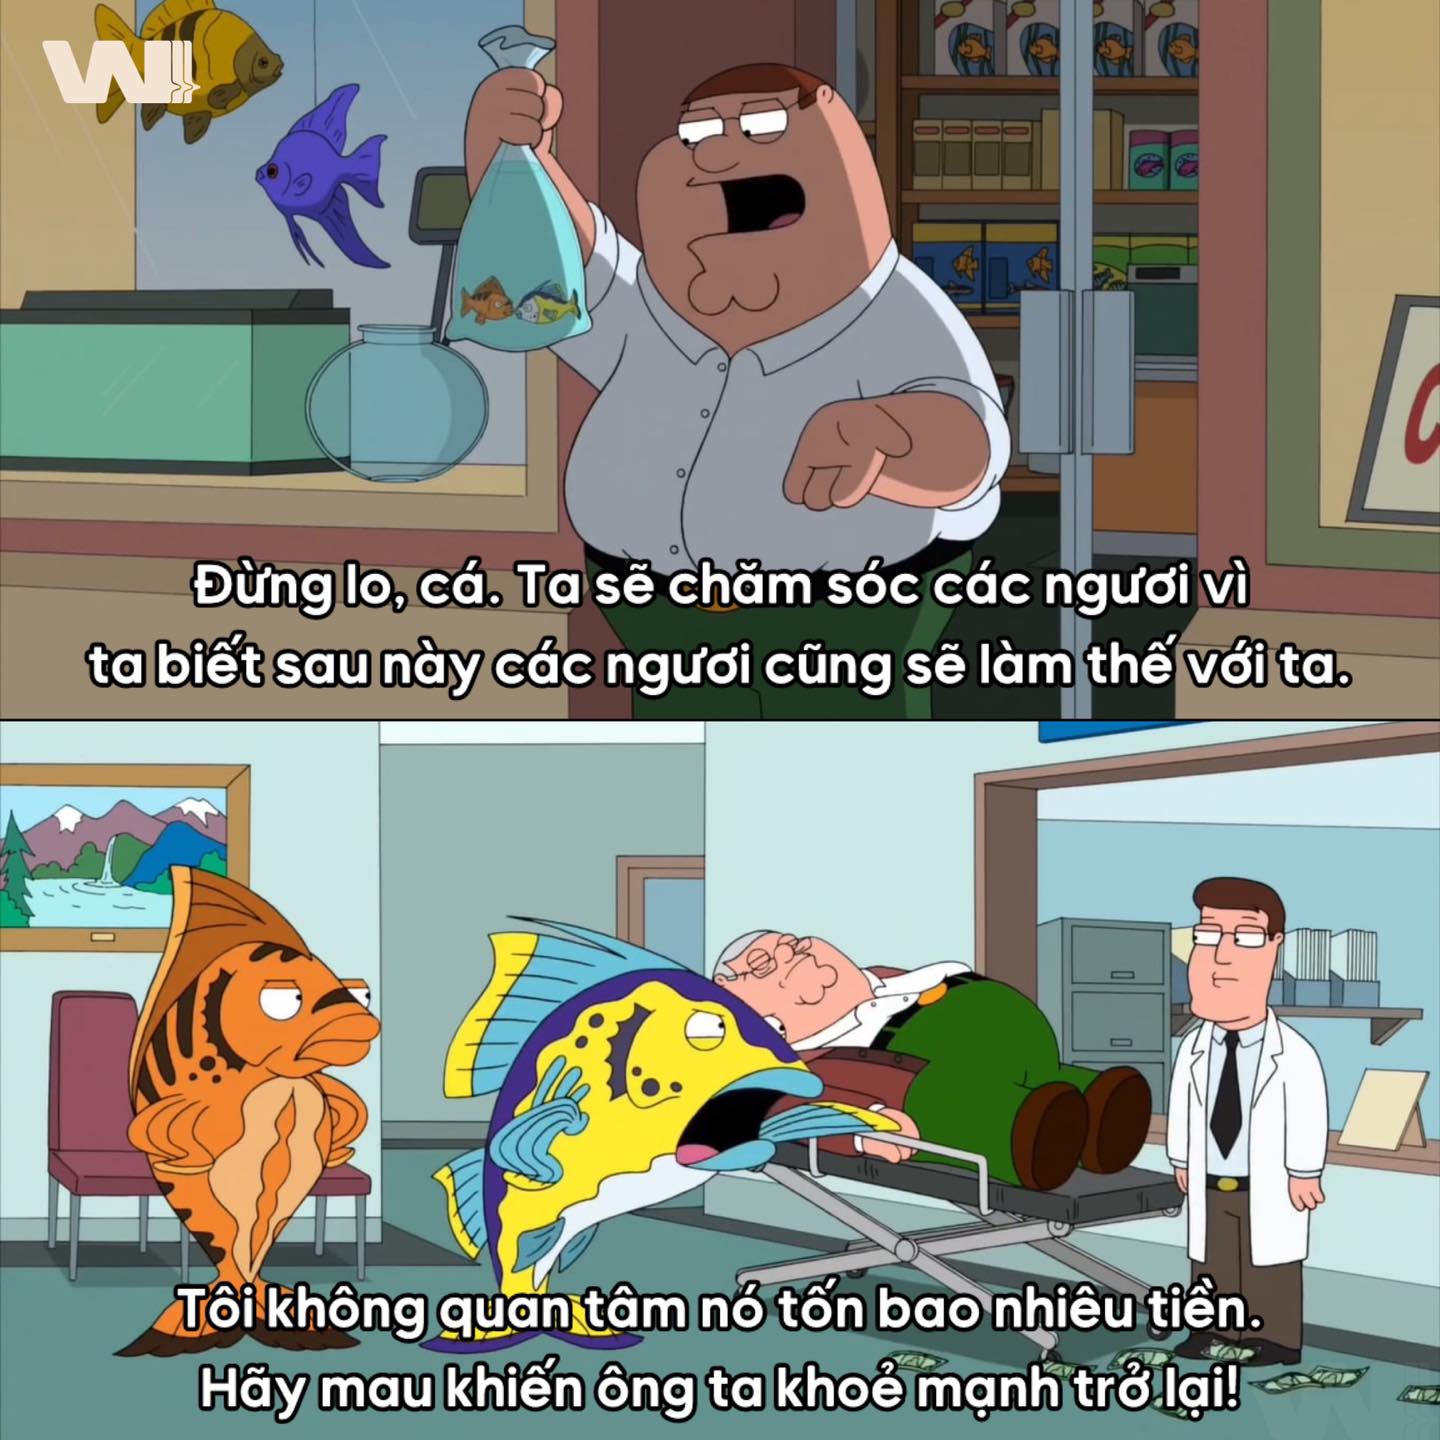 W
Đừng lo, cá. Ta sẽ chăm sóc các ngươi vì
ta biết sau này các ngươi cũng sẽ làm thế với ta.
Tôi không quan tâm nó tốn bao nhiêu tiền.
Hãy mau khiến ông ta khoẻ mạnh trở lại!